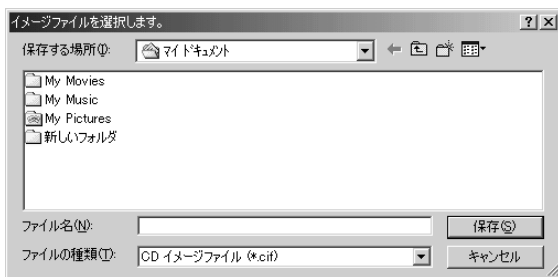 イメージファイルを選択します。
保存する場所(I):
マイ ドキュメント
My Movies
My Music
My Pictures
新しいフォルダ
ファイル名(N):
保存(S)
ファイルの種類(T):
CD イメージファイル (*.cif)
キャンセル